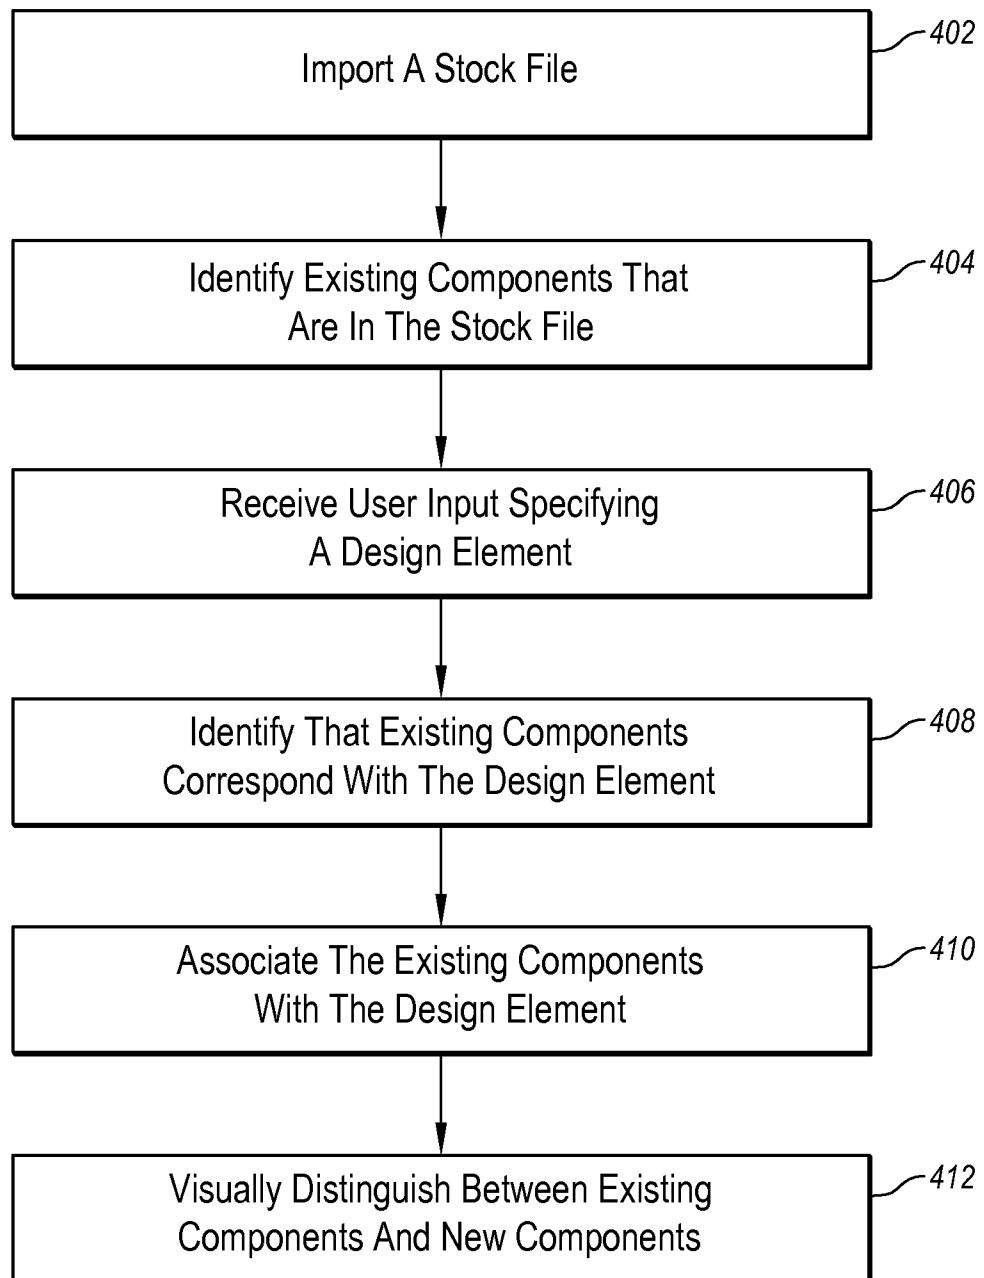 Import A Stock File
402
Identify Existing Components That
Are In The Stock File
404
Receive User Input Specifying
A Design Element
406
Identify That Existing Components
Correspond With The Design Element
408
Associate The Existing Components
With The Design Element
410
Visually Distinguish Between Existing
Components And New Components
412